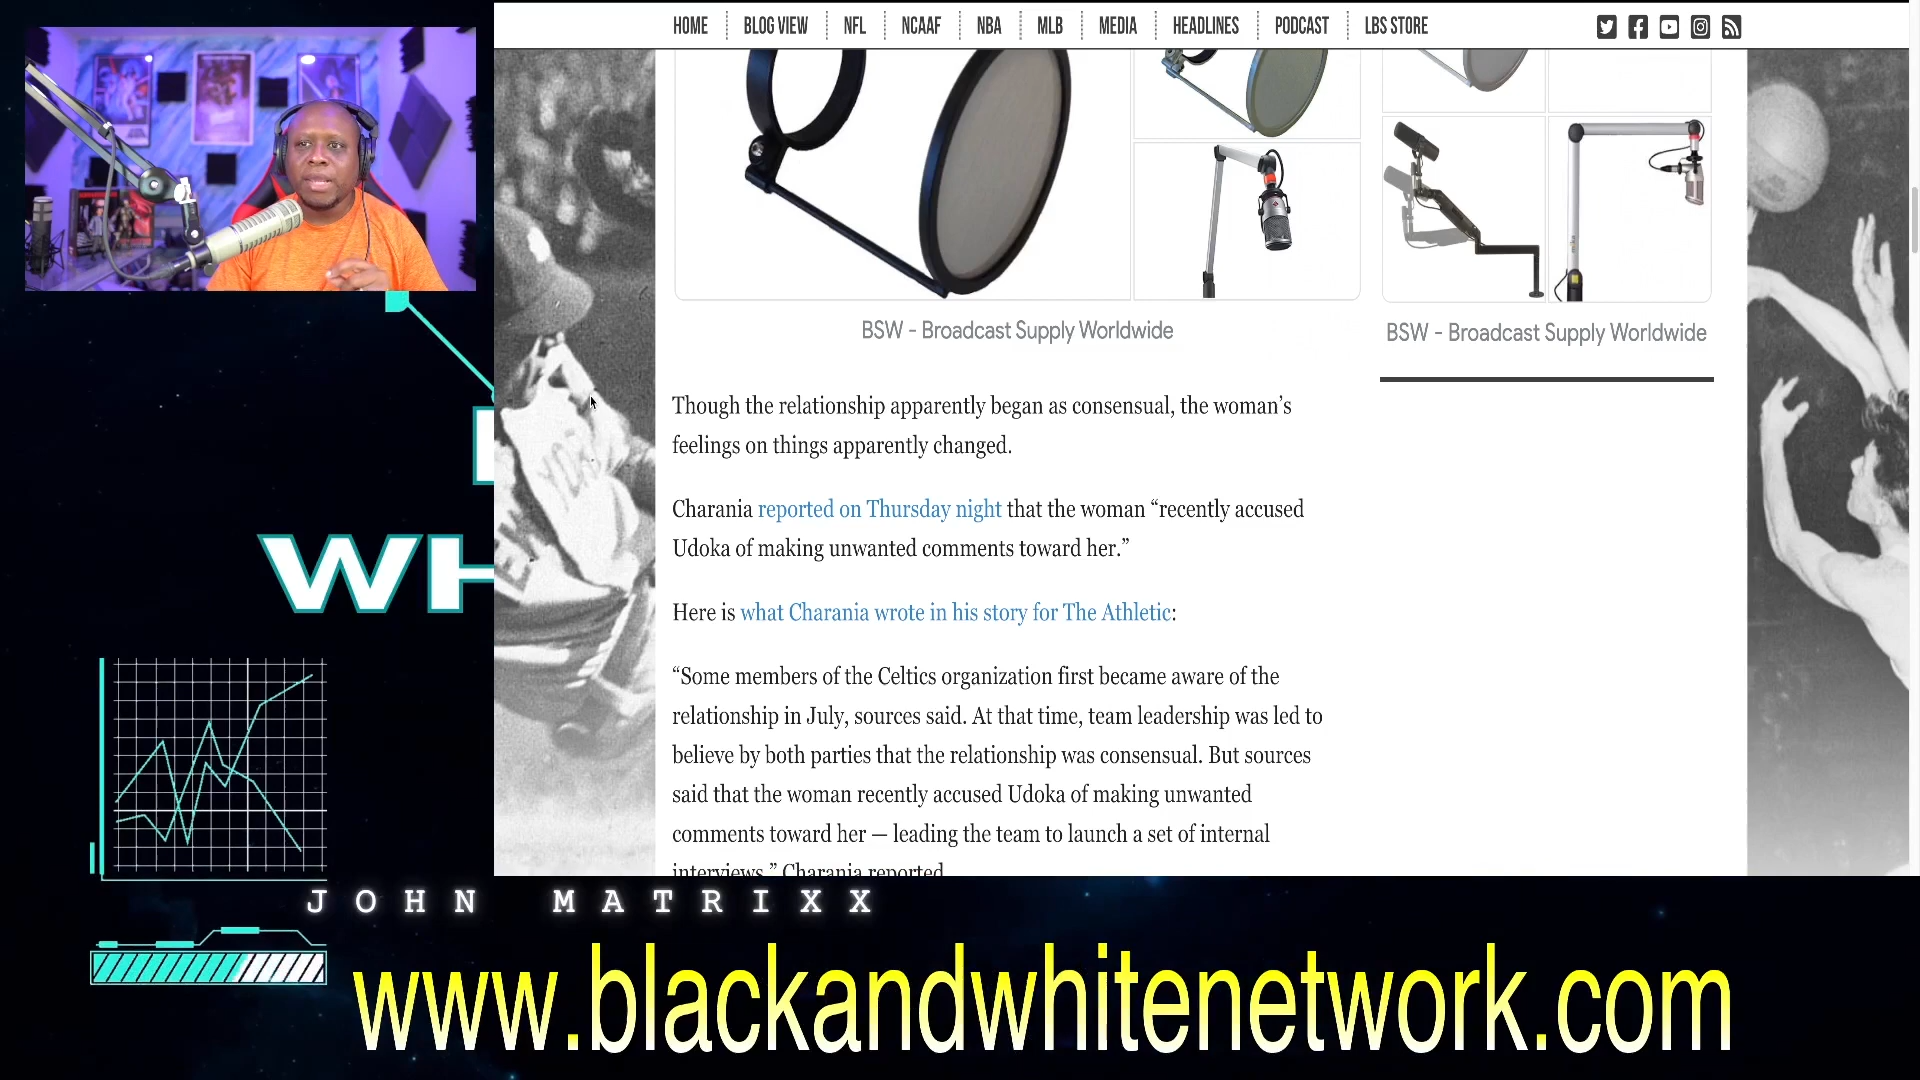 HOME BLOG VIEW NFL NCAAF NBA MLB MEDIA HEADLINES PODCAST LBS STORE
BSW - Broadcast Supply Worldwide
BSW - Broadcast Supply Worldwide
Though the relationship apparently began as consensual, the woman’s
feelings on things apparently changed.
Charania reported on Thursday night that the woman “recently accused
Udoka of making unwanted comments toward her.”
Here is what Charania wrote in his story for The Athletic:
“Some members of the Celtics organization first became aware of the
relationship in July, sources said. At that time, team leadership was led to
believe by both parties that the relationship was consensual. But sources
said that the woman recently accused Udoka of making unwanted
comments toward her — leading the team to launch a set of internal
interviews,” Charania reported
WH
JOHN MATRIXX
www.blackandwhitenetwork.com